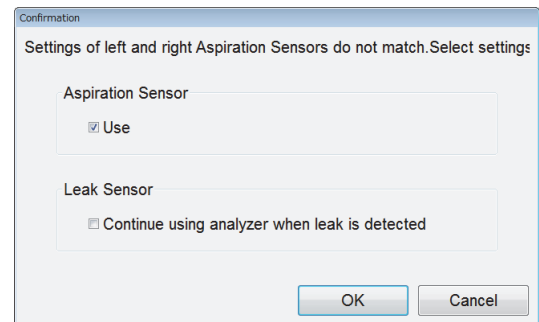 Confirmation
Settings of left and right Aspiration Sensors do not match.Select settings
Aspiration Sensor
Use
Leak Sensor
Continue using analyzer when leak is detected
OK
Cancel